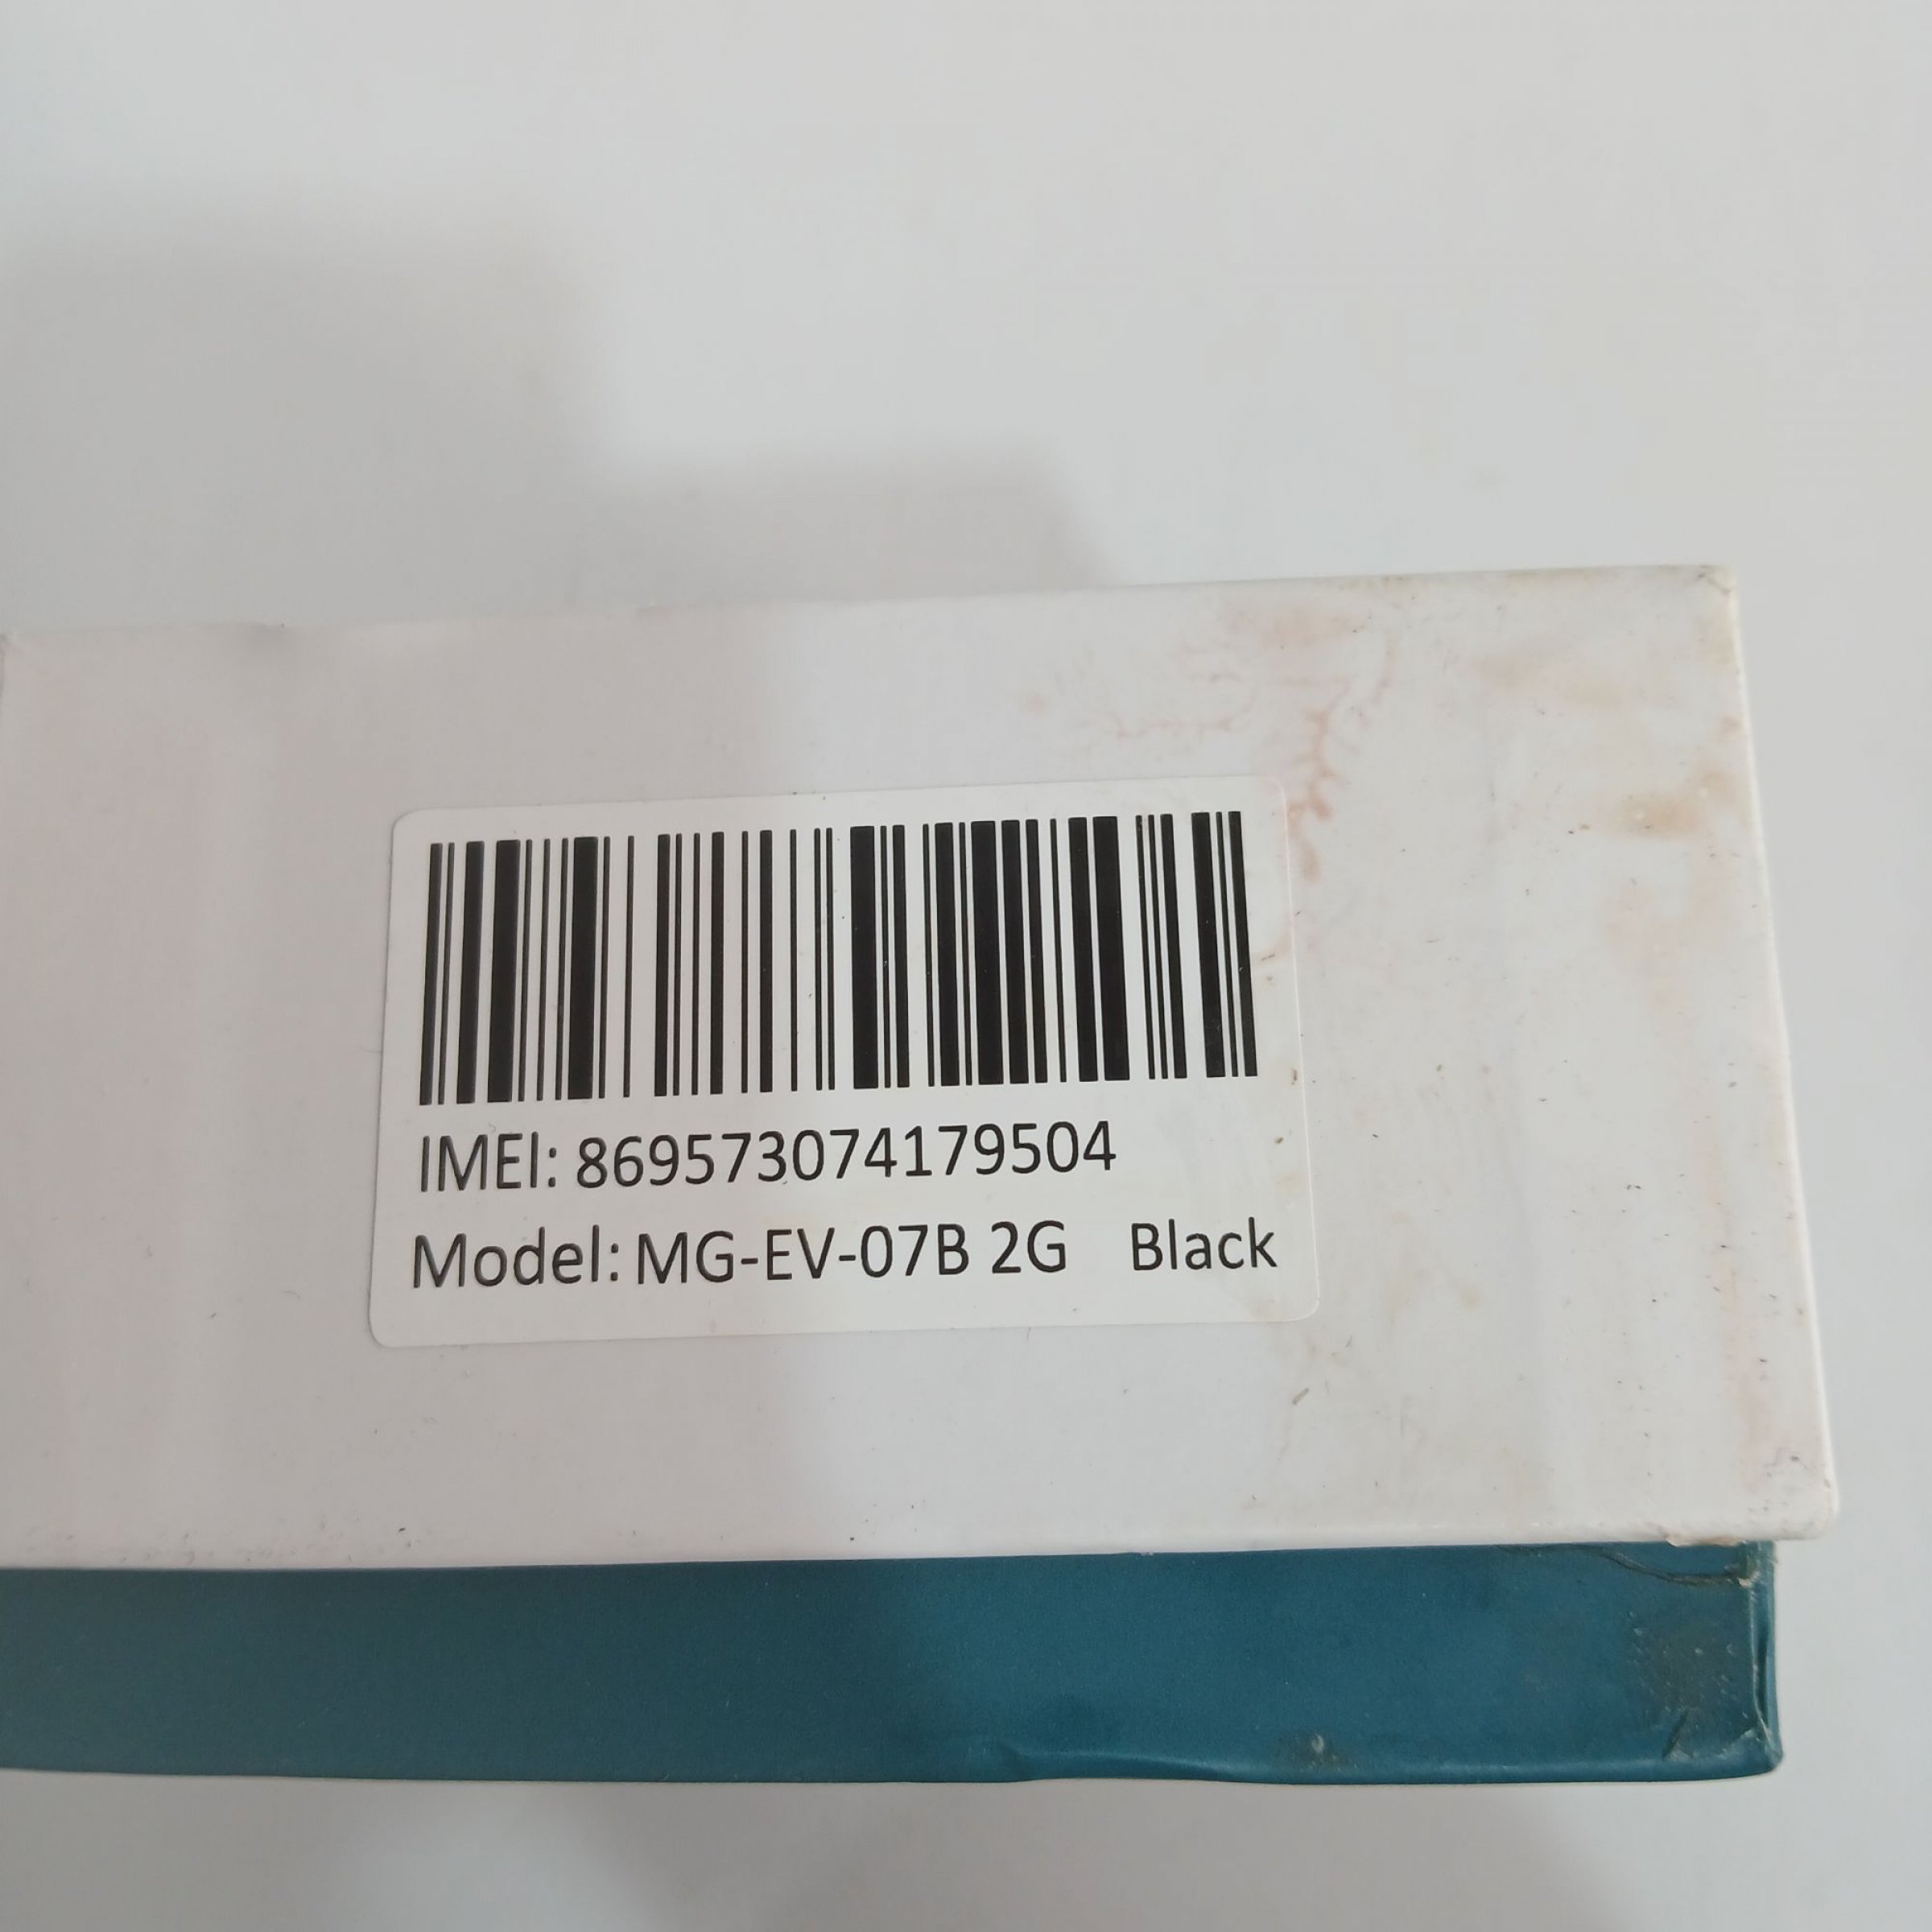 IMEI: 869573074179504
Model: MG-EV-07B 2G Black